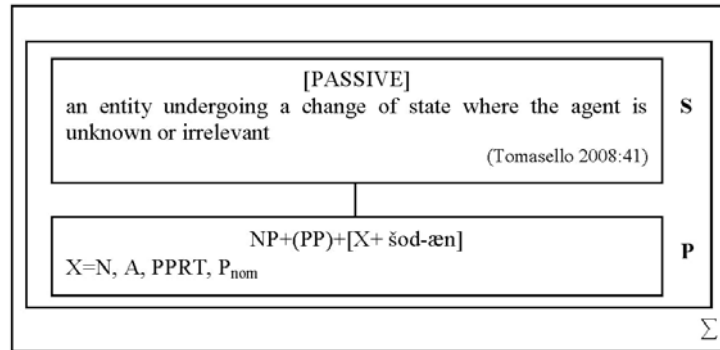 [PASSIVE]
an entity undergoing a change of state where the agent is
unknown or irrelevant
(Tomasello 2008:41)
S
NP+(PP)+[X+ šod-æn]
X=N, A, PPRT, Pnom
P
∑